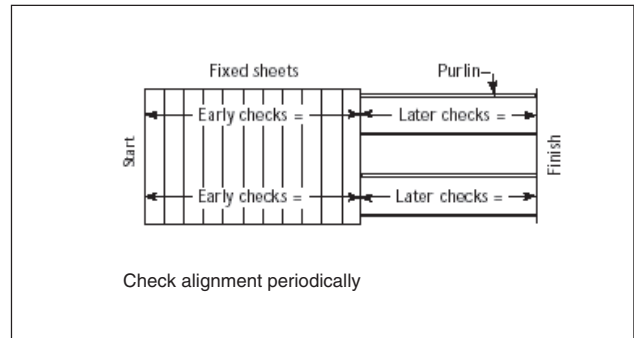 Fixed sheets
Purlin
Early checks =
Later checks =
Start
Finish
Early checks =
Later checks =
Check alignment periodically